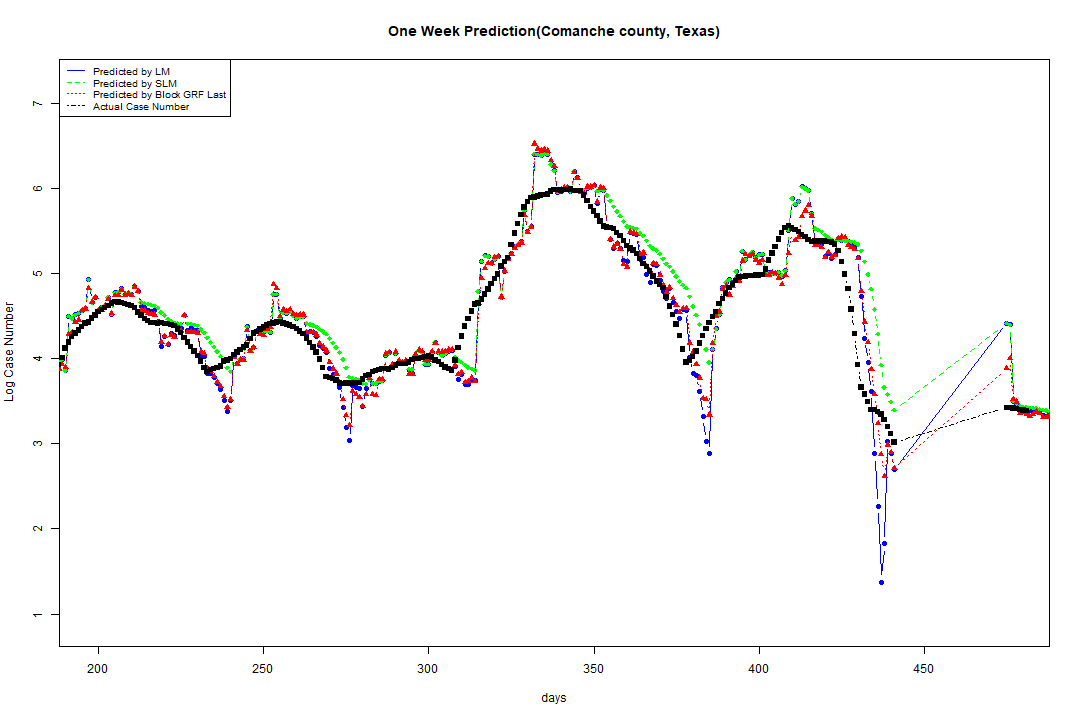 One Week Prediction(Comanche county, Texas)
Predicted by LM
Predicted by SLM
Predicted by Block GRF Last
Actual Case Number
Log Case Number
7
6
5
4
3
2
1
200 250 300 350 400 450
days